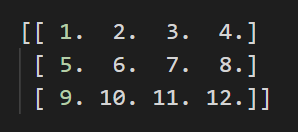 [[ 1. 2. 3. 4.]
[ 5. 6. 7. 8.]
[ 9. 10. 11. 12.]]